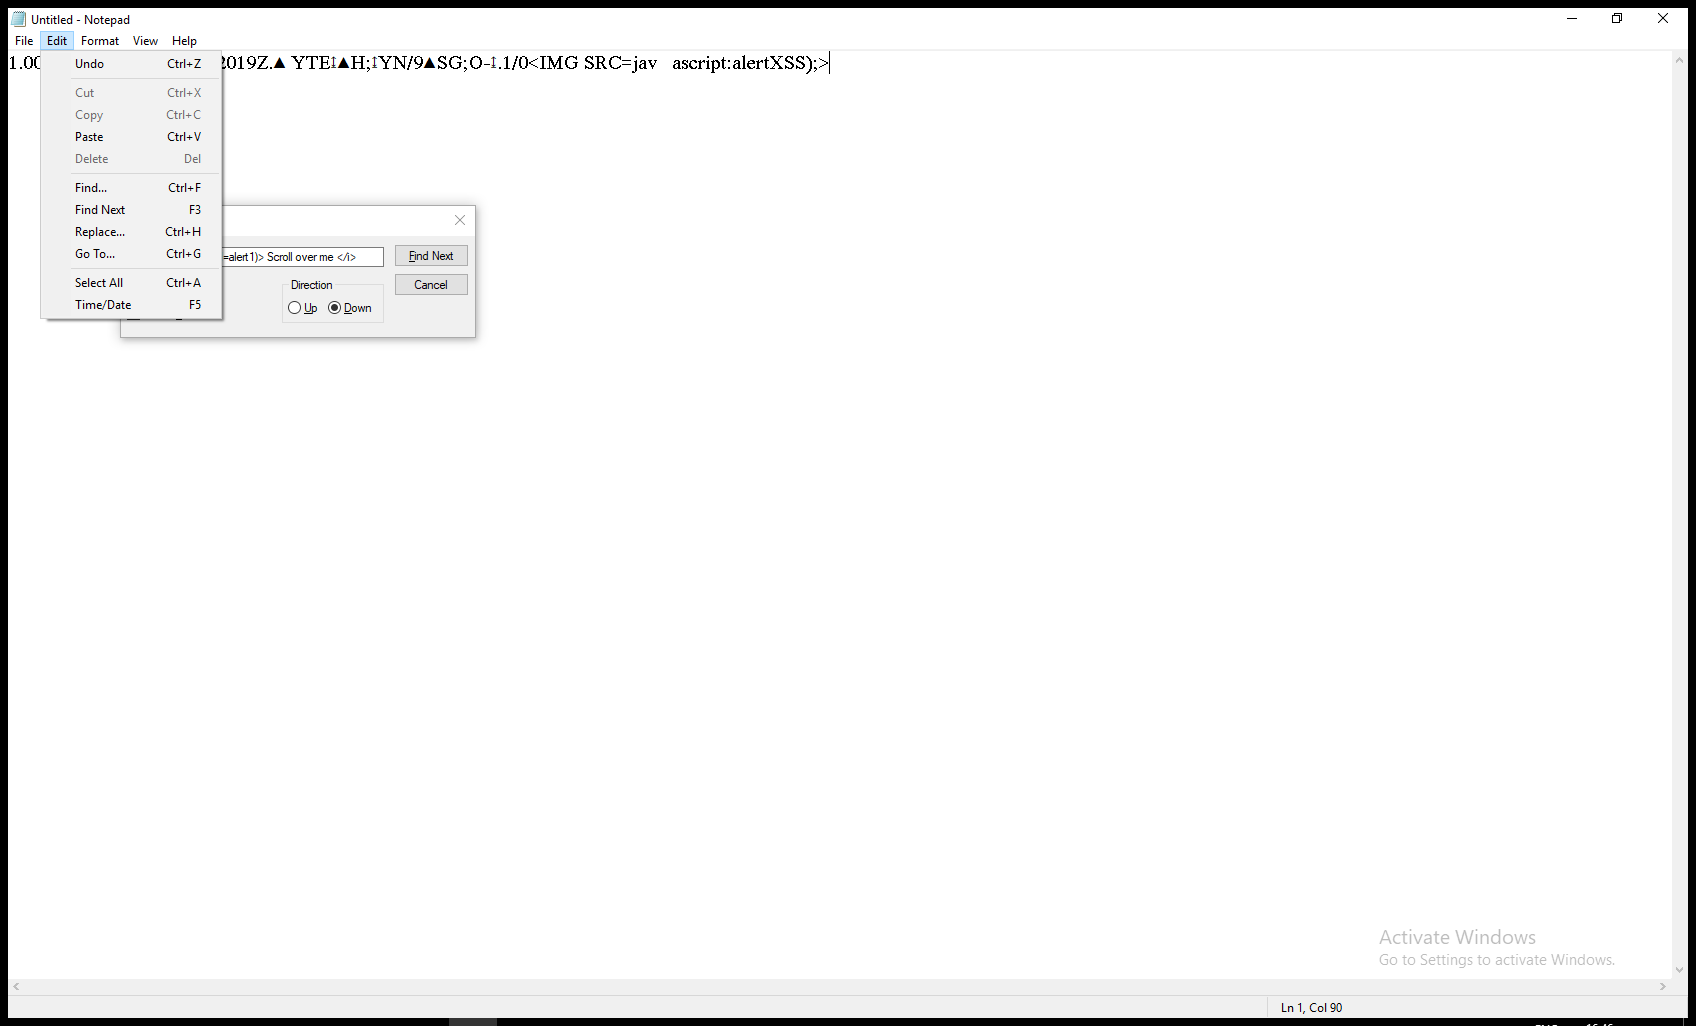 Untitled - Notepad
File Edit Format View Help
1.00 2019Z.▲ YTE↕▲H;↕YN/9▲SG;O-↕.1/0<IMG SRC=jav   ascript:alertXSS);>
Undo Ctrl+Z
Cut Ctrl+X
Copy Ctrl+C
Paste Ctrl+V
Delete Del
Find... Ctrl+F
Find Next F3
Replace... Ctrl+H
Go To... Ctrl+G
Select All Ctrl+A
Time/Date F5
=alert1)> Scroll over me </i>
Find Next
Direction
Cancel
Up Down
Activate Windows
Go to Settings to activate Windows.
Ln 1, Col 90